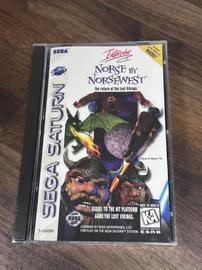 SEGA
Interplay
NORSE BY
NORSEWEST
The return of the Lost Vikings.
SEGA SATURN
SEQUEL TO THE HIT PLATFORM
GAME THE LOST VIKINGS.
LICENSED BY SEGA ENTERPRISES, LTD.
FOR PLAY ON THE SEGA SATURN SYSTEM.
ESRB